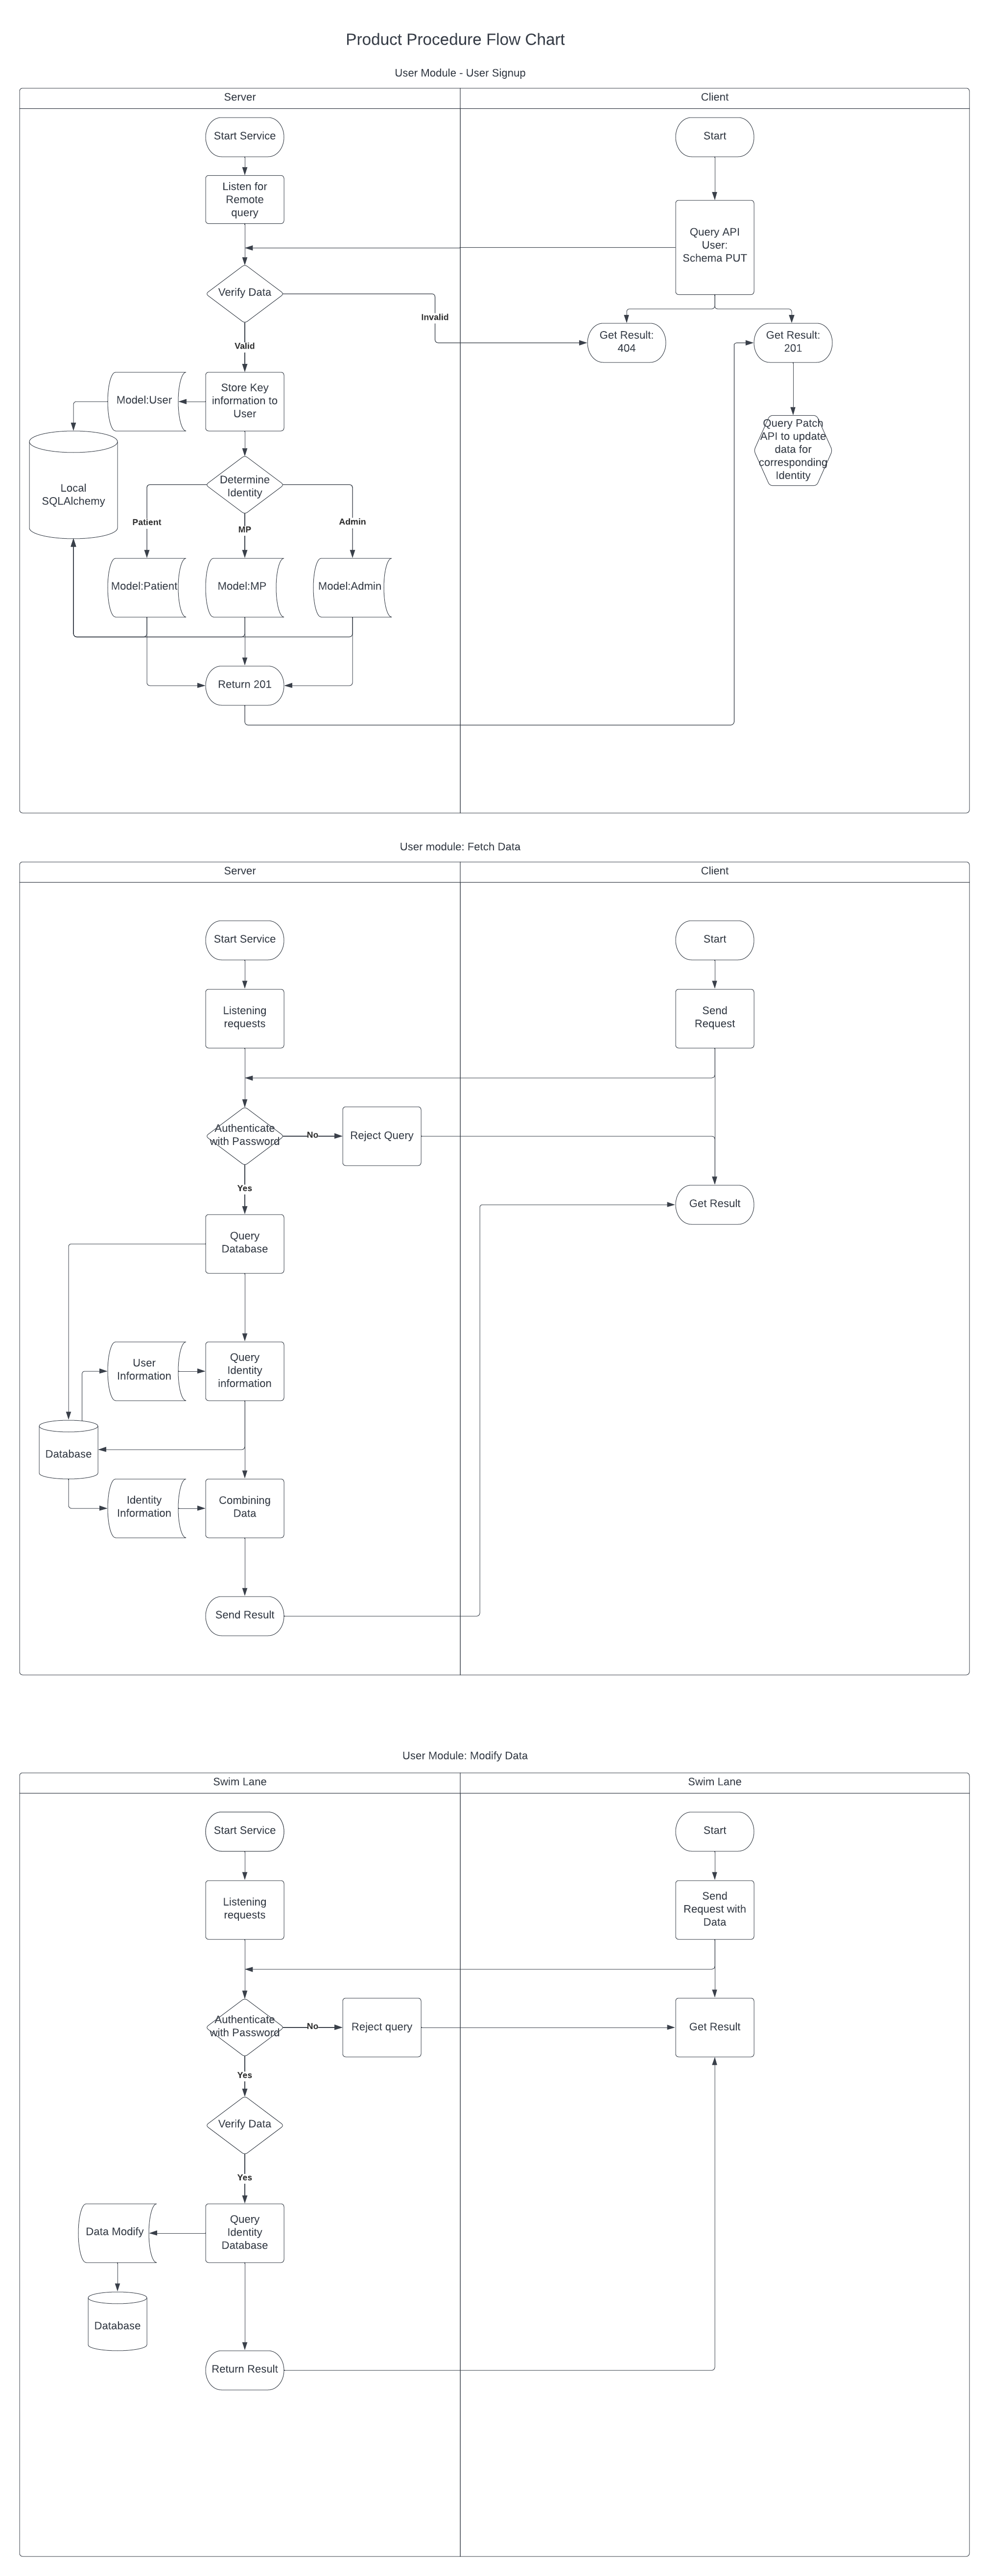 Product Procedure Flow Chart
User Module - User Signup
Server
Client
Start Service
Start
Listen for
Remote
query
Query API
User:
Schema PUT
Verify Data
Invalid
Get Result:
404
Get Result:
201
Valid
Model:User
Store Key
information to
User
Query Patch
API to update
data for
corresponding
Identity
Local
SQLAlchemy
Determine
Identity
Patient
MP
Admin
Model:Patient
Model:MP
Model:Admin
Return 201
User module: Fetch Data
Server
Client
Start Service
Start
Listening
requests
Send
Request
Authenticate
with Password
No
Reject Query
Yes
Get Result
Query
Database
User
Information
Query
Identity
information
Database
Identity
Information
Combining
Data
Send Result
User Module: Modify Data
Swim Lane
Swim Lane
Start Service
Start
Listening
requests
Send
Request with
Data
Authenticate
with Password
No
Reject query
Get Result
Yes
Verify Data
Yes
Data Modify
Query
Identity
Database
Database
Return Result